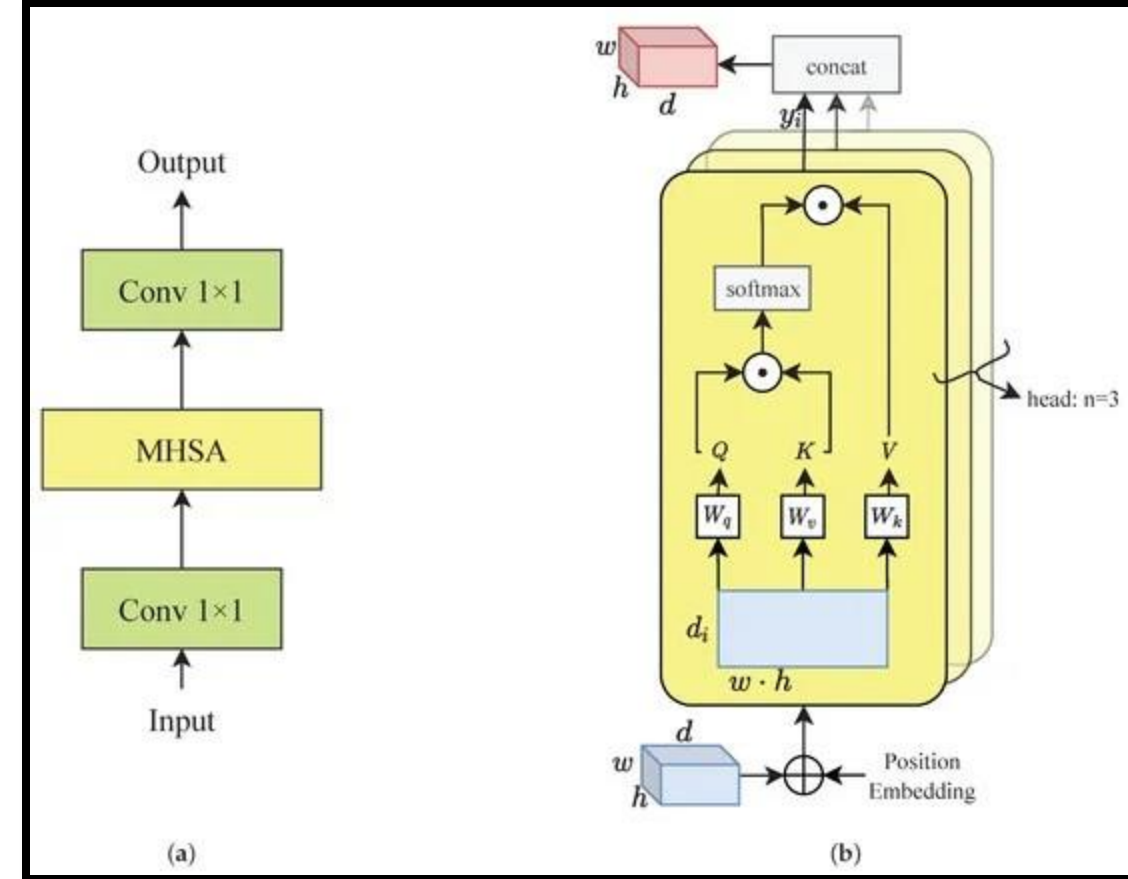 Output
Conv 1×1
MHSA
Conv 1×1
Input
(a)
w
h
d
concat
y_i
softmax
head: n=3
Q
K
V
W_q
W_v
W_k
d_i
w · h
d
w
h
Position
Embedding
(b)